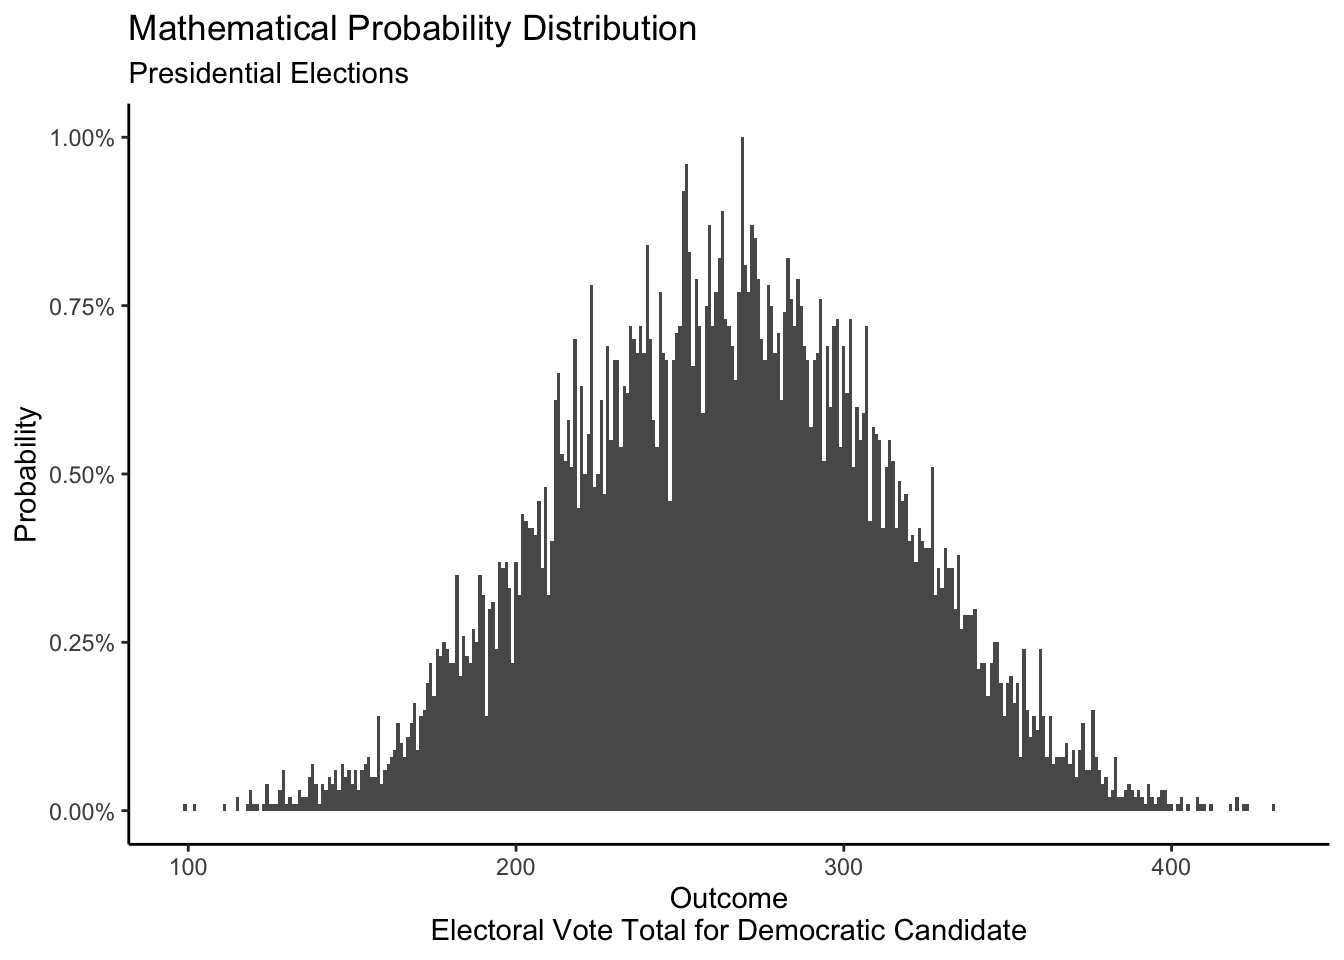 Mathematical Probability Distribution
Presidential Elections
1.00%
0.75%
0.50%
0.25%
0.00%
Probability
100 200 300 400
Outcome
Electoral Vote Total for Democratic Candidate